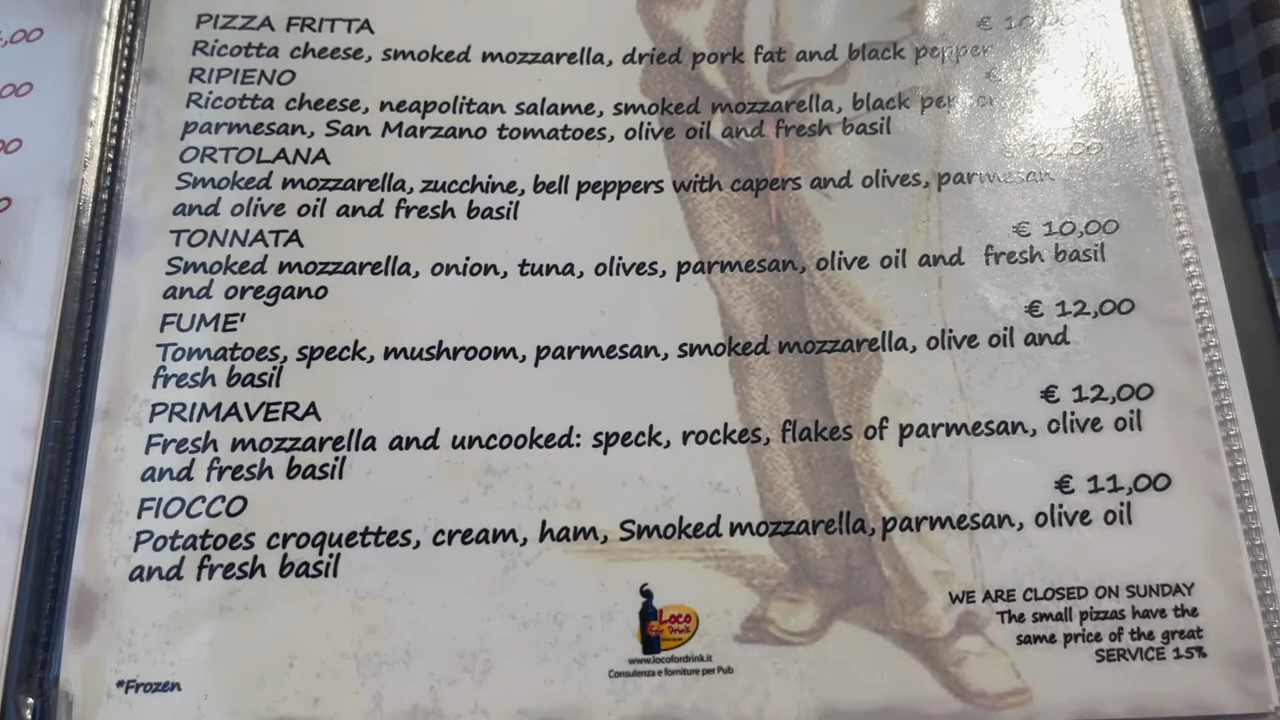 ,00
00
00
0
PIZZA FRITTA
Ricotta cheese, smoked mozzarella, dried pork fat and black pepper
RIPIENO €
Ricotta cheese, neapolitan salame, smoked mozzarella, black
parmesan, San Marzano tomatoes, olive oil and fresh basil
ORTOLANA € 12,00
Smoked mozzarella, zucchine, bell peppers with capers and olives, parmesan
and olive oil and fresh basil
TONNATA € 10,00
Smoked mozzarella, onion, tuna, olives, parmesan, olive oil and fresh basil
and oregano
FUME' € 12,00
Tomatoes, speck, mushroom, parmesan, smoked mozzarella, olive oil and
fresh basil
PRIMAVERA € 12,00
Fresh mozzarella and uncooked: speck, rockes, flakes of parmesan, olive oil
and fresh basil
FIOCCO € 11,00
Potatoes croquettes, cream, ham, Smoked mozzarella, parmesan, olive oil
and fresh basil
WE ARE CLOSED ON SUNDAY
The small pizzas have the
same price of the great
SERVICE 15%
Loco
For Drink
www.locofordrink.it
Consulenza e forniture per Pub
*Frozen